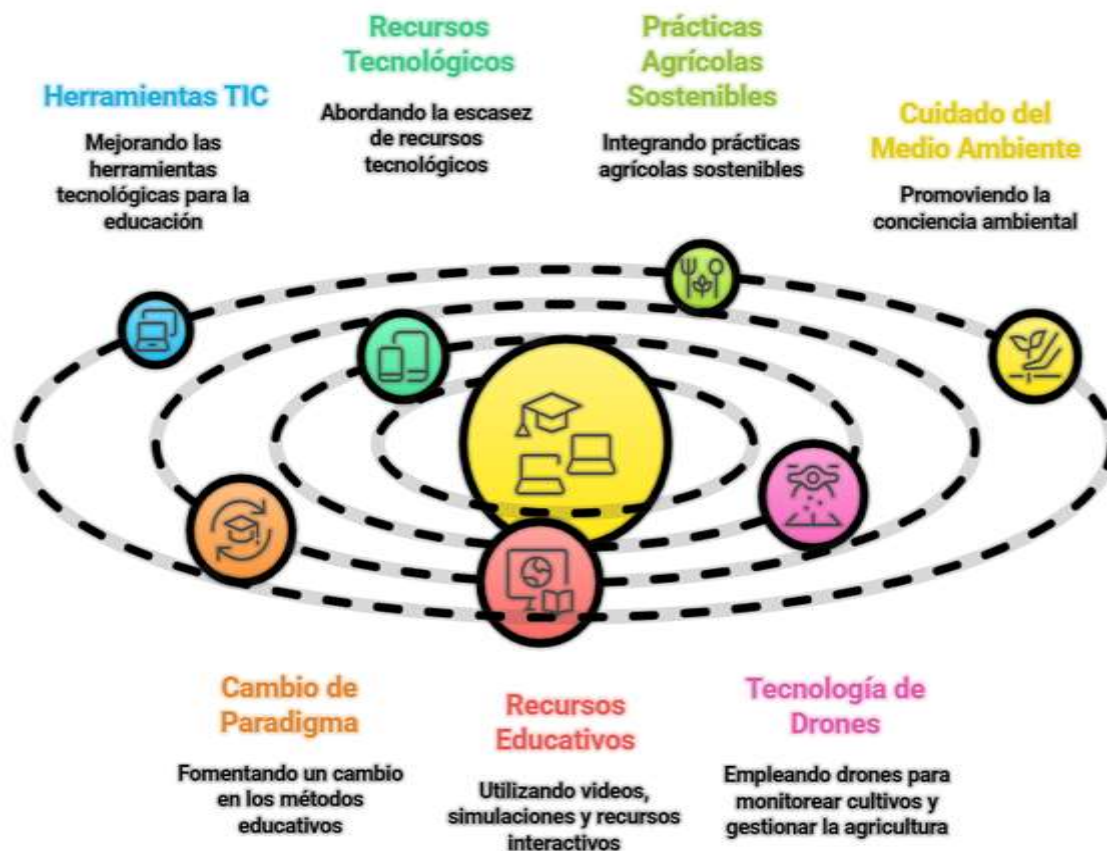 Recursos
Tecnológicos
Abordando la escasez
de recursos
tecnológicos
Prácticas
Agrícolas
Sostenibles
Integrando prácticas
agrícolas sostenibles
Herramientas TIC
Mejorando las
herramientas
tecnológicas para la
educación
Cuidado del
Medio Ambiente
Promoviendo la
conciencia ambiental
Cambio de
Paradigma
Fomentando un cambio
en los métodos
educativos
Recursos
Educativos
Utilizando videos,
simulaciones y recursos
interactivos
Tecnología de
Drones
Empleando drones para
monitorear cultivos y
gestionar la agricultura